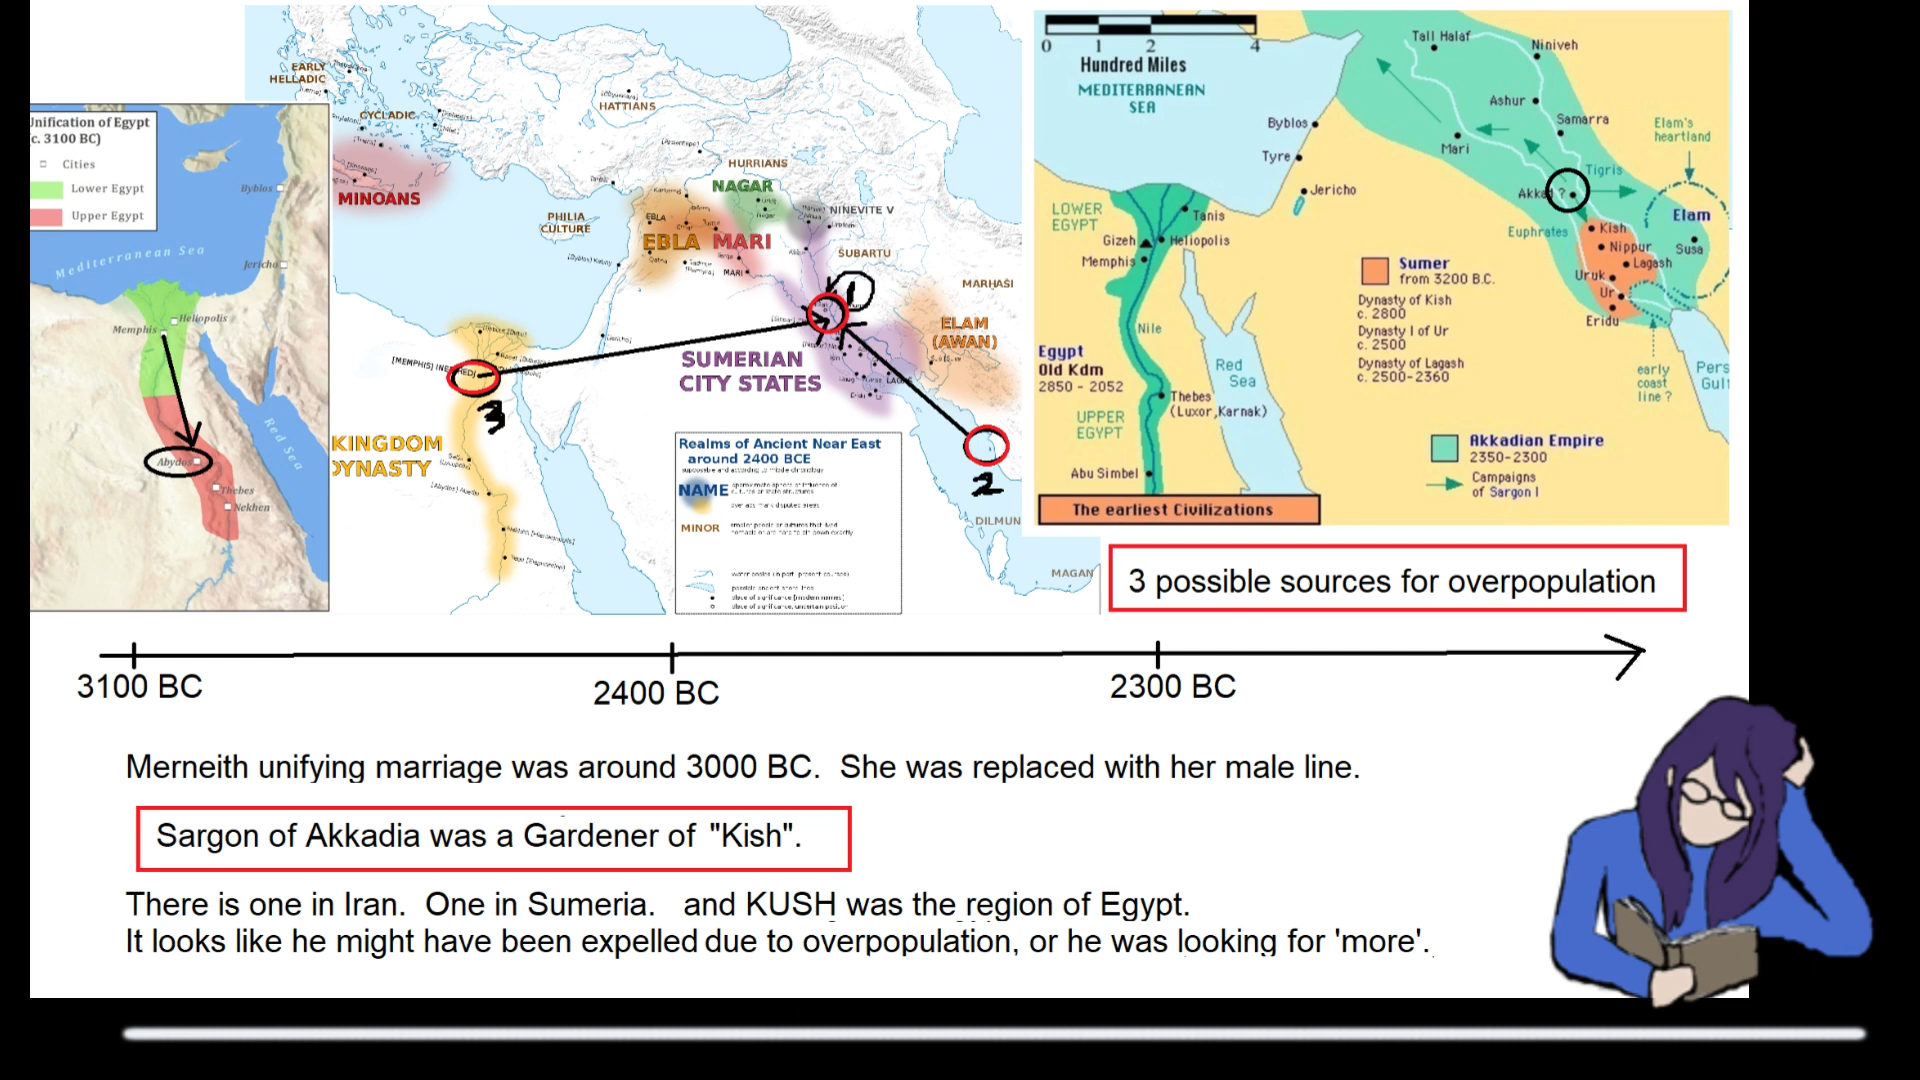 Unification of Egypt
(c. 3100 BC)
Cities
Lower Egypt
Upper Egypt
Byblos
Mediterranean Sea
Jericho
Heliopolis
Memphis
Abydos
Thebes
Nekhen
Red Sea
EARLY
HELLADIC
CYCLADIC
HATTIANS
MINOANS
HURRIANS
NAGAR
PHILIA
CULTURE
NINEVITE V
EBLA
EBLA
MARI
MARI
SUBARTU
MARHASI
1
ELAM
(AWAN)
SUMERIAN
CITY STATES
3
2
KINGDOM
DYNASTY
Realms of Ancient Near East
around 2400 BCE
NAME
MINOR
DILMUN
MAGAN
0 1 2 4
Hundred Miles
MEDITERRANEAN
SEA
Tall Halaf
Niniveh
Ashur
Samarra
Byblos
Mari
Elam's
heartland
Tyre
Tigris
Jericho
Akkad ?
LOWER
EGYPT
Tanis
Elam
Gizeh
Heliopolis
Euphrates
Kish
Nippur
Susa
Memphis
Lagash
Sumer
from 3200 B.C.
Uruk
Ur
Dynasty of Kish
c. 2800
Eridu
Nile
Dynasty I of Ur
c. 2500
Egypt
Old Kdm
2850 - 2052
Red
Sea
Dynasty of Lagash
c. 2500-2360
early
coast
line ?
Pers
Gulf
Thebes
(Luxor,Karnak)
UPPER
EGYPT
Akkadian Empire
2350-2300
Abu Simbel
Campaigns
of Sargon I
The earliest Civilizations
3 possible sources for overpopulation
3100 BC
2400 BC
2300 BC
Merneith unifying marriage was around 3000 BC. She was replaced with her male line.
Sargon of Akkadia was a Gardener of "Kish".
There is one in Iran. One in Sumeria. and KUSH was the region of Egypt.
It looks like he might have been expelled due to overpopulation, or he was looking for 'more'.